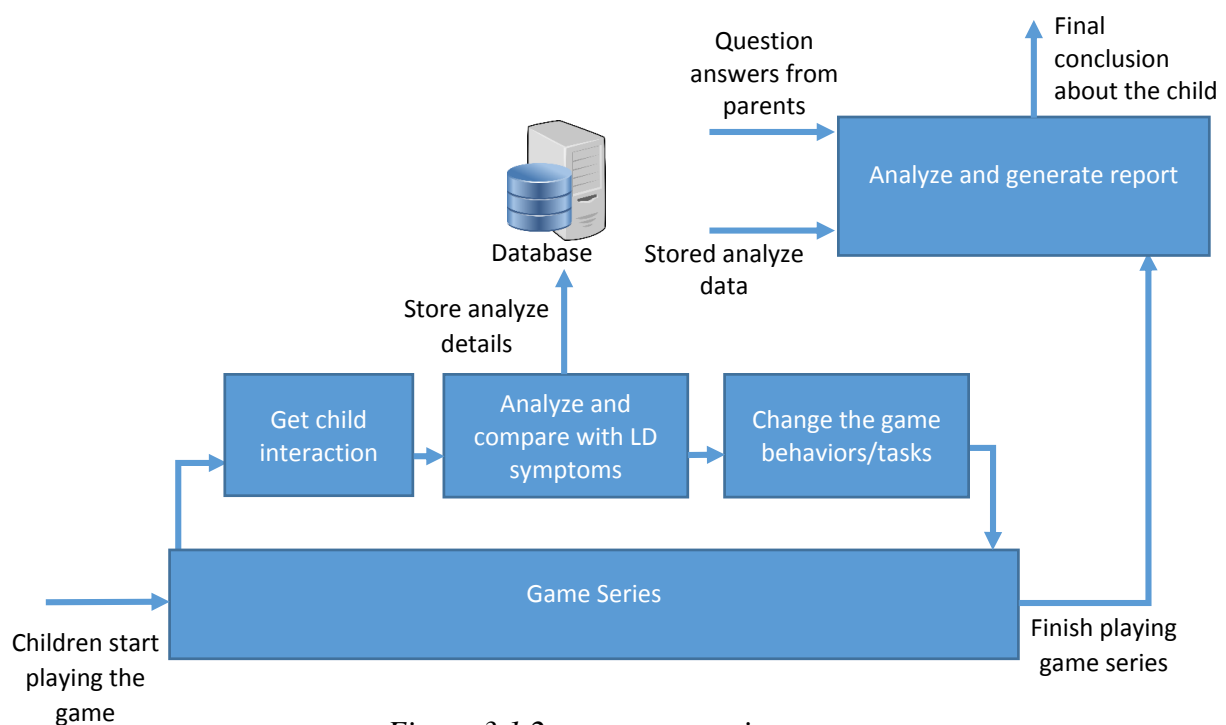 Question
answers from
parents
Final
conclusion
about the child
Analyze and generate report
Stored analyze
data
Database
Store analyze
details
Get child
interaction
Analyze and
compare with LD
symptoms
Change the game
behaviors/tasks
Game Series
Children start
playing the
game
Finish playing
game series